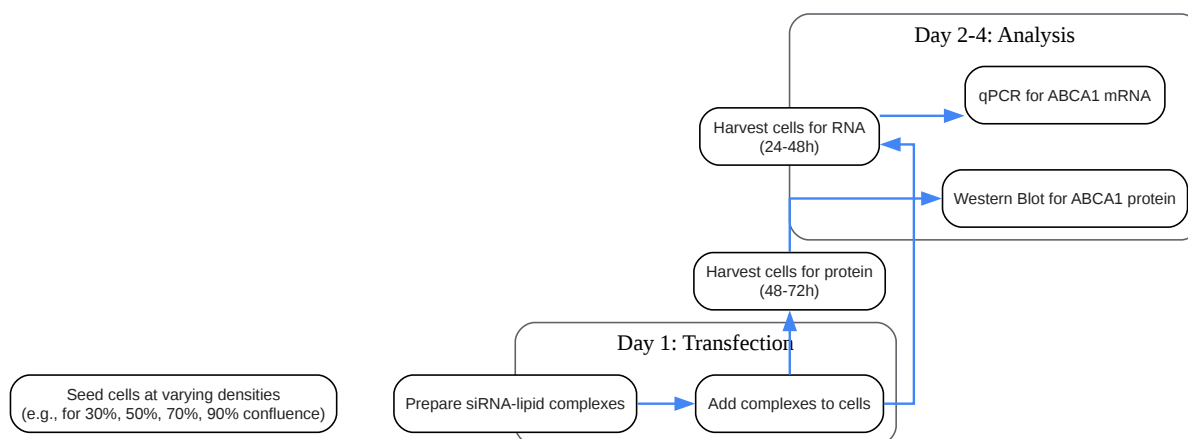 Day 2-4: Analysis
qPCR for ABCA1 mRNA
Harvest cells for RNA
(24-48h)
Western Blot for ABCA1 protein
Harvest cells for protein
(48-72h)
Day 1: Transfection
Seed cells at varying densities
(e.g., for 30%, 50%, 70%, 90% confluence)
Prepare siRNA-lipid complexes
Add complexes to cells